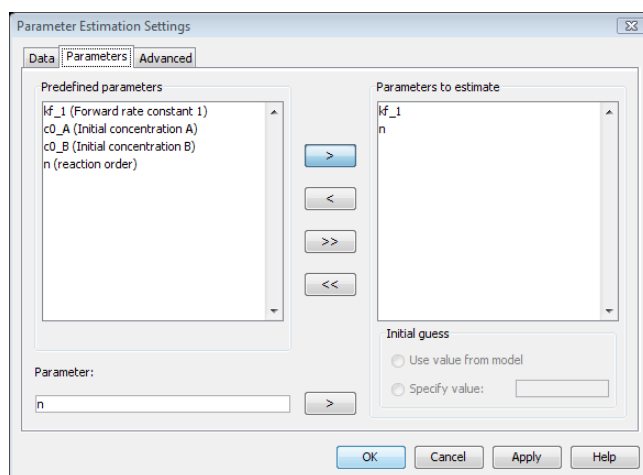 Parameter Estimation Settings
Data Parameters Advanced
Predefined parameters
kf_1 (Forward rate constant 1)
c0_A (Initial concentration A)
c0_B (Initial concentration B)
n (reaction order)
>
<
>>
<<
Parameters to estimate
kf_1
n
Initial guess
Use value from model
Specify value:
Parameter:
n
>
OK Cancel Apply Help